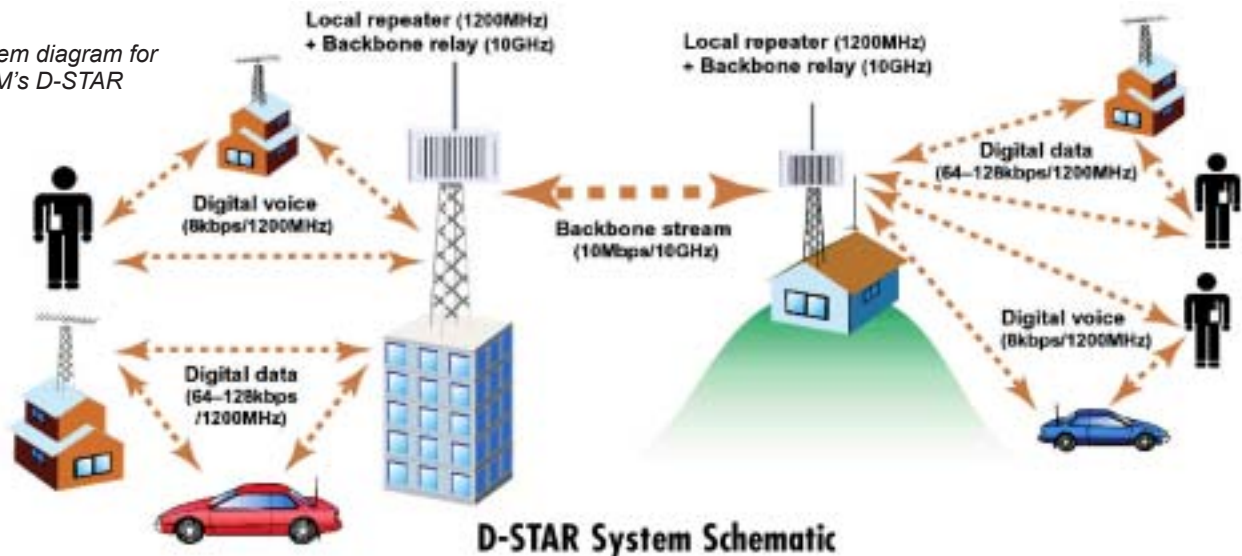 Local repeater (1200MHz)
+ Backbone relay (10GHz)
Local repeater (1200MHz)
+ Backbone relay (10GHz)
em diagram for
M's D-STAR
Digital voice
(8kbps/1200MHz)
Backbone stream
(10Mbps/10GHz)
Digital data
(64–128kbps/1200MHz)
Digital data
(64–128kbps
/1200MHz)
Digital voice
(8kbps/1200MHz)
D-STAR System Schematic